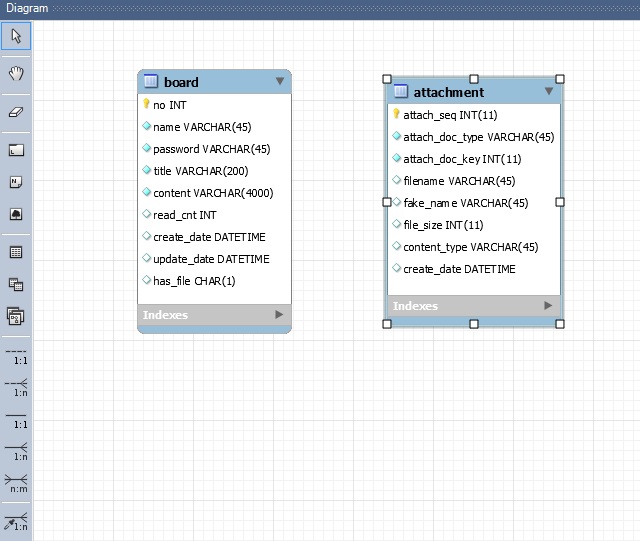 Diagram
board
no INT
name VARCHAR(45)
password VARCHAR(45)
title VARCHAR(200)
content VARCHAR(4000)
read_cnt INT
create_date DATETIME
update_date DATETIME
has_file CHAR(1)
Indexes
attachment
attach_seq INT(11)
attach_doc_type VARCHAR(45)
attach_doc_key INT(11)
filename VARCHAR(45)
fake_name VARCHAR(45)
file_size INT(11)
content_type VARCHAR(45)
create_date DATETIME
Indexes
1:1
1:n
1:1
1:n
n:m
1:n